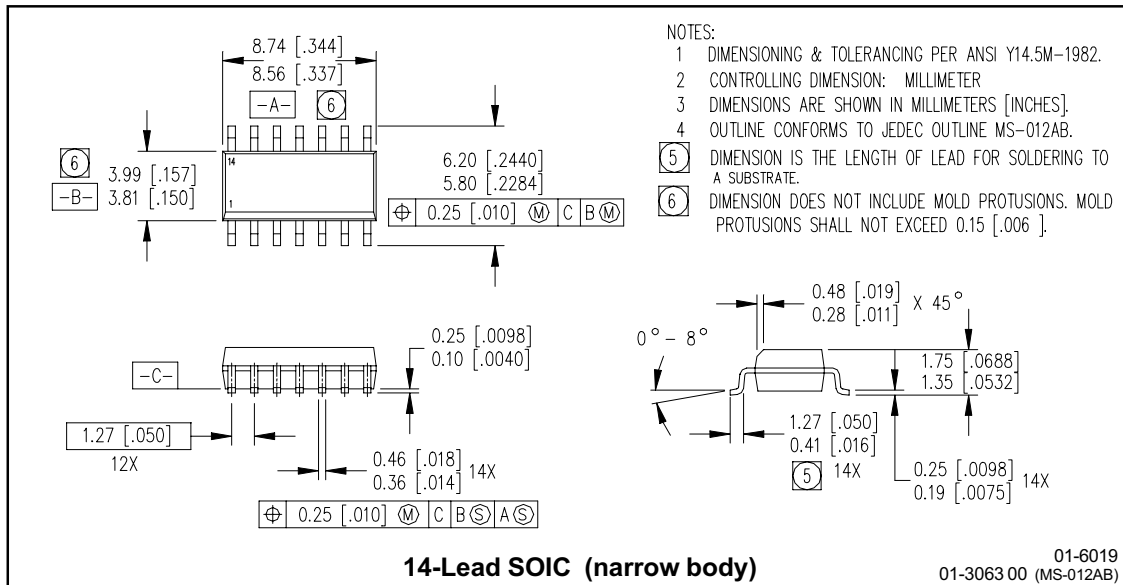 8.74 [.344]
8.56 [.337]
-A- 6
14
1
6
3.99 [.157]
3.81 [.150]
-B-
6.20 [.2440]
5.80 [.2284]
⌖ 0.25 [.010] Ⓜ C B Ⓜ
NOTES:
1 DIMENSIONING & TOLERANCING PER ANSI Y14.5M-1982.
2 CONTROLLING DIMENSION: MILLIMETER
3 DIMENSIONS ARE SHOWN IN MILLIMETERS [INCHES].
4 OUTLINE CONFORMS TO JEDEC OUTLINE MS-012AB.
5 DIMENSION IS THE LENGTH OF LEAD FOR SOLDERING TO
A SUBSTRATE.
6 DIMENSION DOES NOT INCLUDE MOLD PROTUSIONS. MOLD
PROTUSIONS SHALL NOT EXCEED 0.15 [.006 ].
-C-
0.25 [.0098]
0.10 [.0040]
1.27 [.050]
12X
0.46 [.018]
0.36 [.014] 14X
⌖ 0.25 [.010] Ⓜ C B Ⓢ A Ⓢ
0.48 [.019]
0.28 [.011] X 45°
0° - 8°
1.75 [.0688]
1.35 [.0532]
1.27 [.050]
0.41 [.016]
5 14X
0.25 [.0098]
0.19 [.0075] 14X
14-Lead SOIC (narrow body)
01-6019
01-3063 00 (MS-012AB)